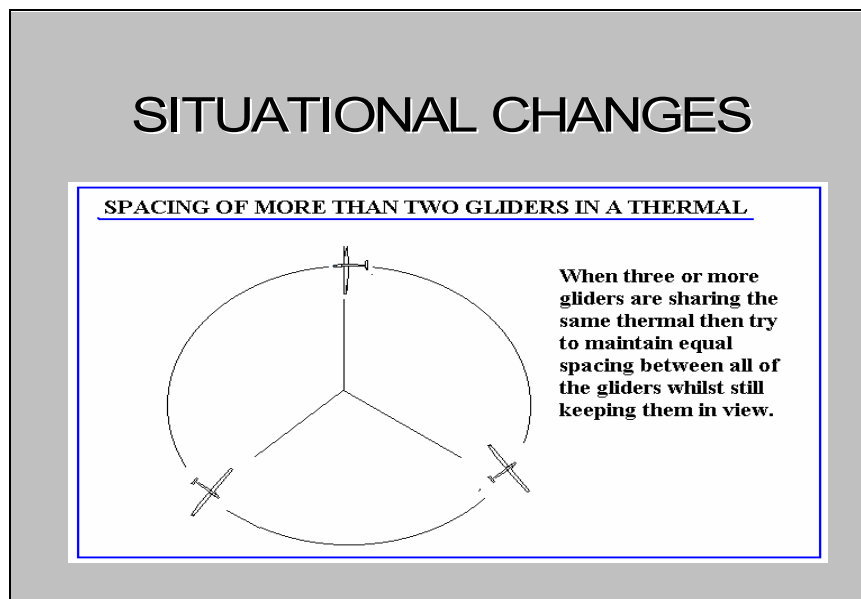 SITUATIONAL CHANGES
SPACING OF MORE THAN TWO GLIDERS IN A THERMAL
When three or more
gliders are sharing the
same thermal then try
to maintain equal
spacing between all of
the gliders whilst still
keeping them in view.